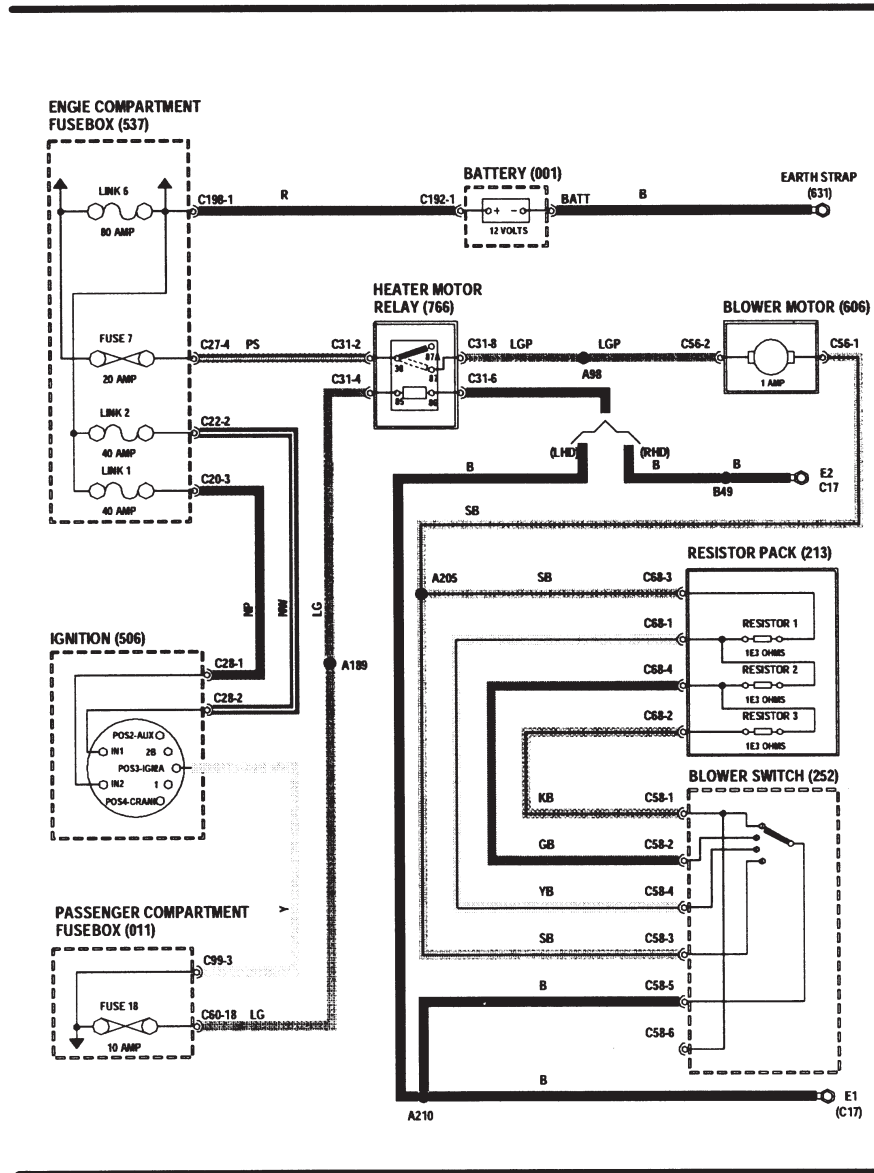 ENGIE COMPARTMENT
FUSEBOX (537)
LINK 6
80 AMP
C198-1
R
C192-1
BATTERY (001)
12 VOLTS
BATT
B
EARTH STRAP
(631)
HEATER MOTOR
RELAY (766)
BLOWER MOTOR (606)
FUSE 7
20 AMP
C27-4
PS
C31-2
30
87A
87
C31-8
LGP
A98
LGP
C56-2
1 AMP
C56-1
C31-4
85
86
C31-6
LINK 2
40 AMP
C22-2
LINK 1
40 AMP
C20-3
(LHD)
(RHD)
B
B
B49
B
E2
C17
SB
NP
NW
LG
RESISTOR PACK (213)
A205
SB
C68-3
C68-1
RESISTOR 1
1E3 OHMS
C68-4
RESISTOR 2
1E3 OHMS
C68-2
RESISTOR 3
1E3 OHMS
IGNITION (506)
C28-1
C28-2
A189
POS2-AUX
IN1
2B
POS3-IGN2A
IN2
1
POS4-CRANK
BLOWER SWITCH (252)
KB
C58-1
GB
C58-2
YB
C58-4
SB
C58-3
B
C58-5
C58-6
PASSENGER COMPARTMENT
FUSEBOX (011)
Y
C99-3
FUSE 18
10 AMP
C60-18
LG
B
A210
E1
(C17)